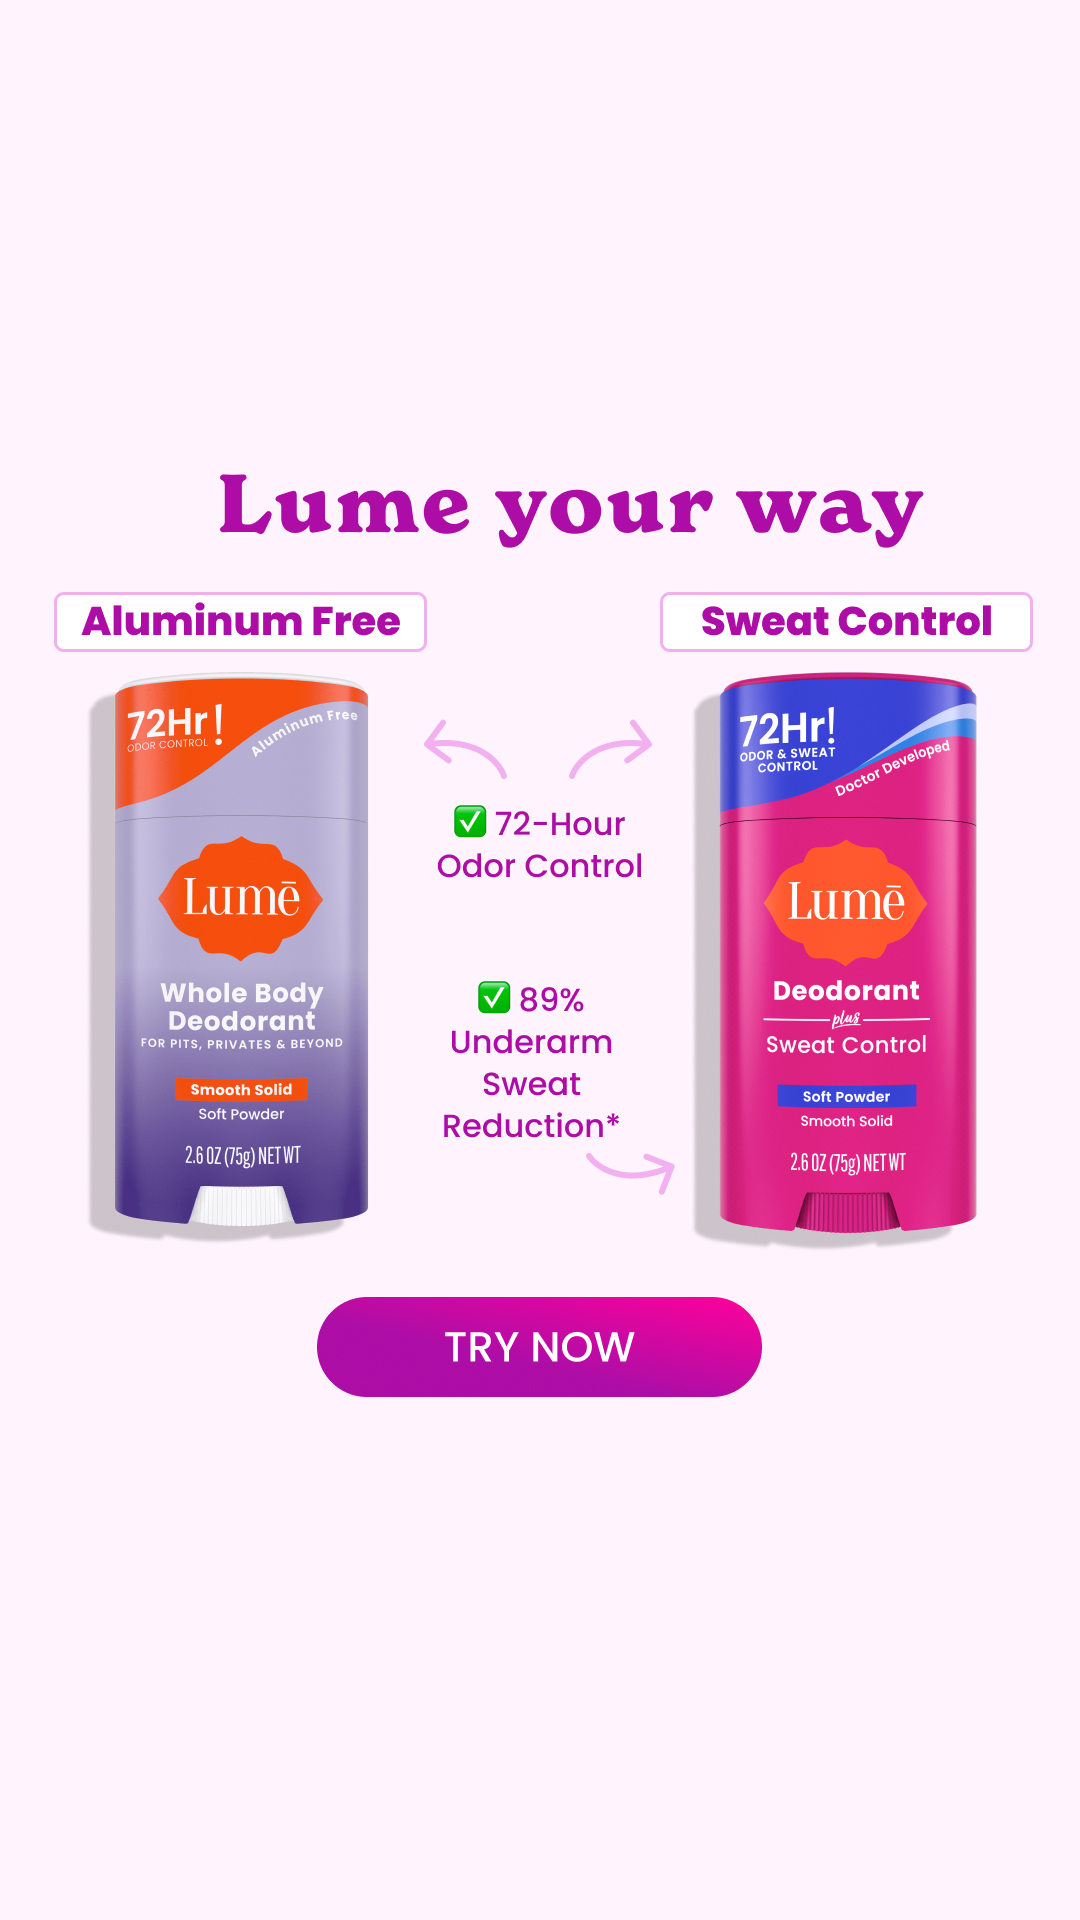 Lume your way
Aluminum Free
Sweat Control
72Hr!
ODOR CONTROL
Aluminum Free
Lumē
Whole Body
Deodorant
FOR PITS, PRIVATES & BEYOND
Smooth Solid
Soft Powder
2.6 OZ (75g) NET WT
✅ 72-Hour
Odor Control
✅ 89%
Underarm
Sweat
Reduction*
72Hr!
ODOR & SWEAT
CONTROL
Doctor Developed
Lumē
Deodorant
plus
Sweat Control
Soft Powder
Smooth Solid
2.6 OZ (75g) NET WT
TRY NOW